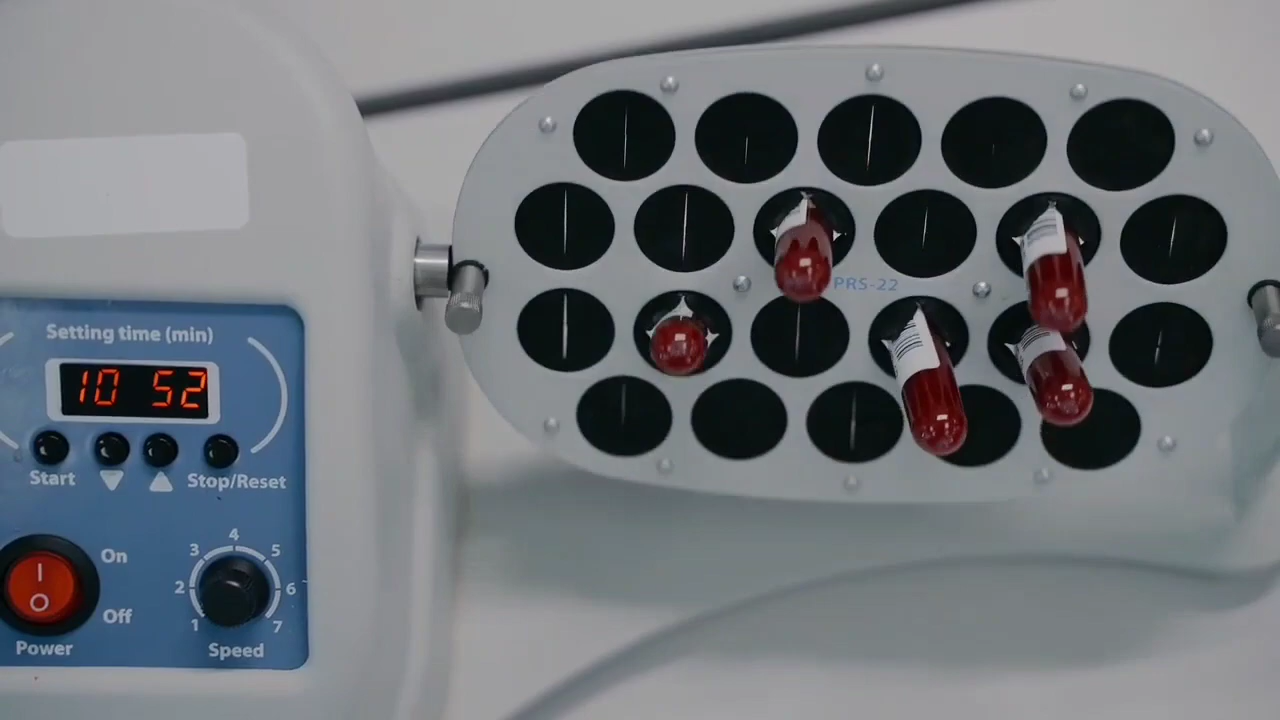 Setting time (min)
10 52
Start
Stop/Reset
On
Off
Power
1 2 3 4 5 6 7
Speed
PRS-22